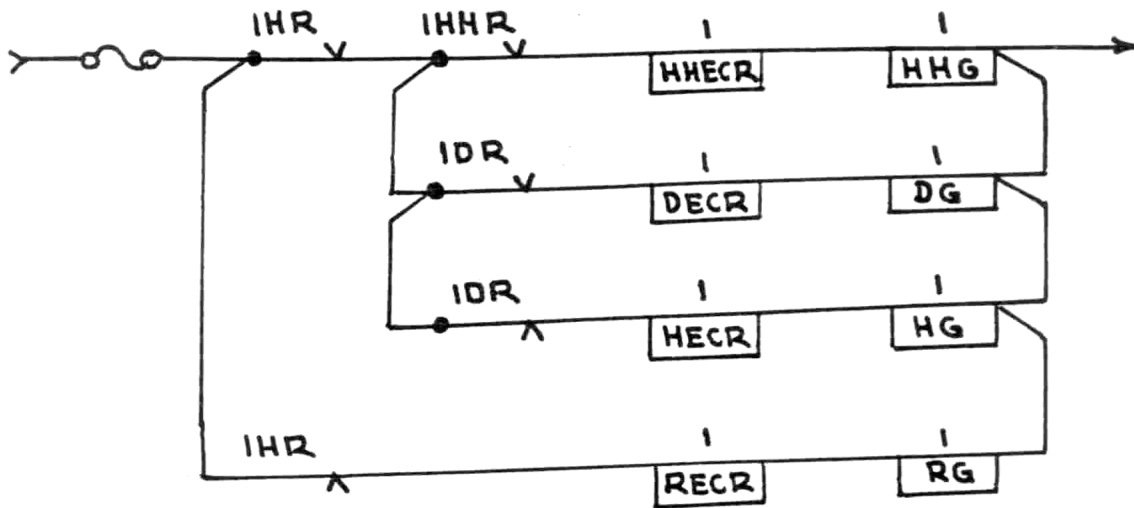 1HR 1HHR 1 1
HHECR HHG
1DR 1 1
DECR DG
1DR 1 1
HECR HG
1HR 1 1
RECR RG